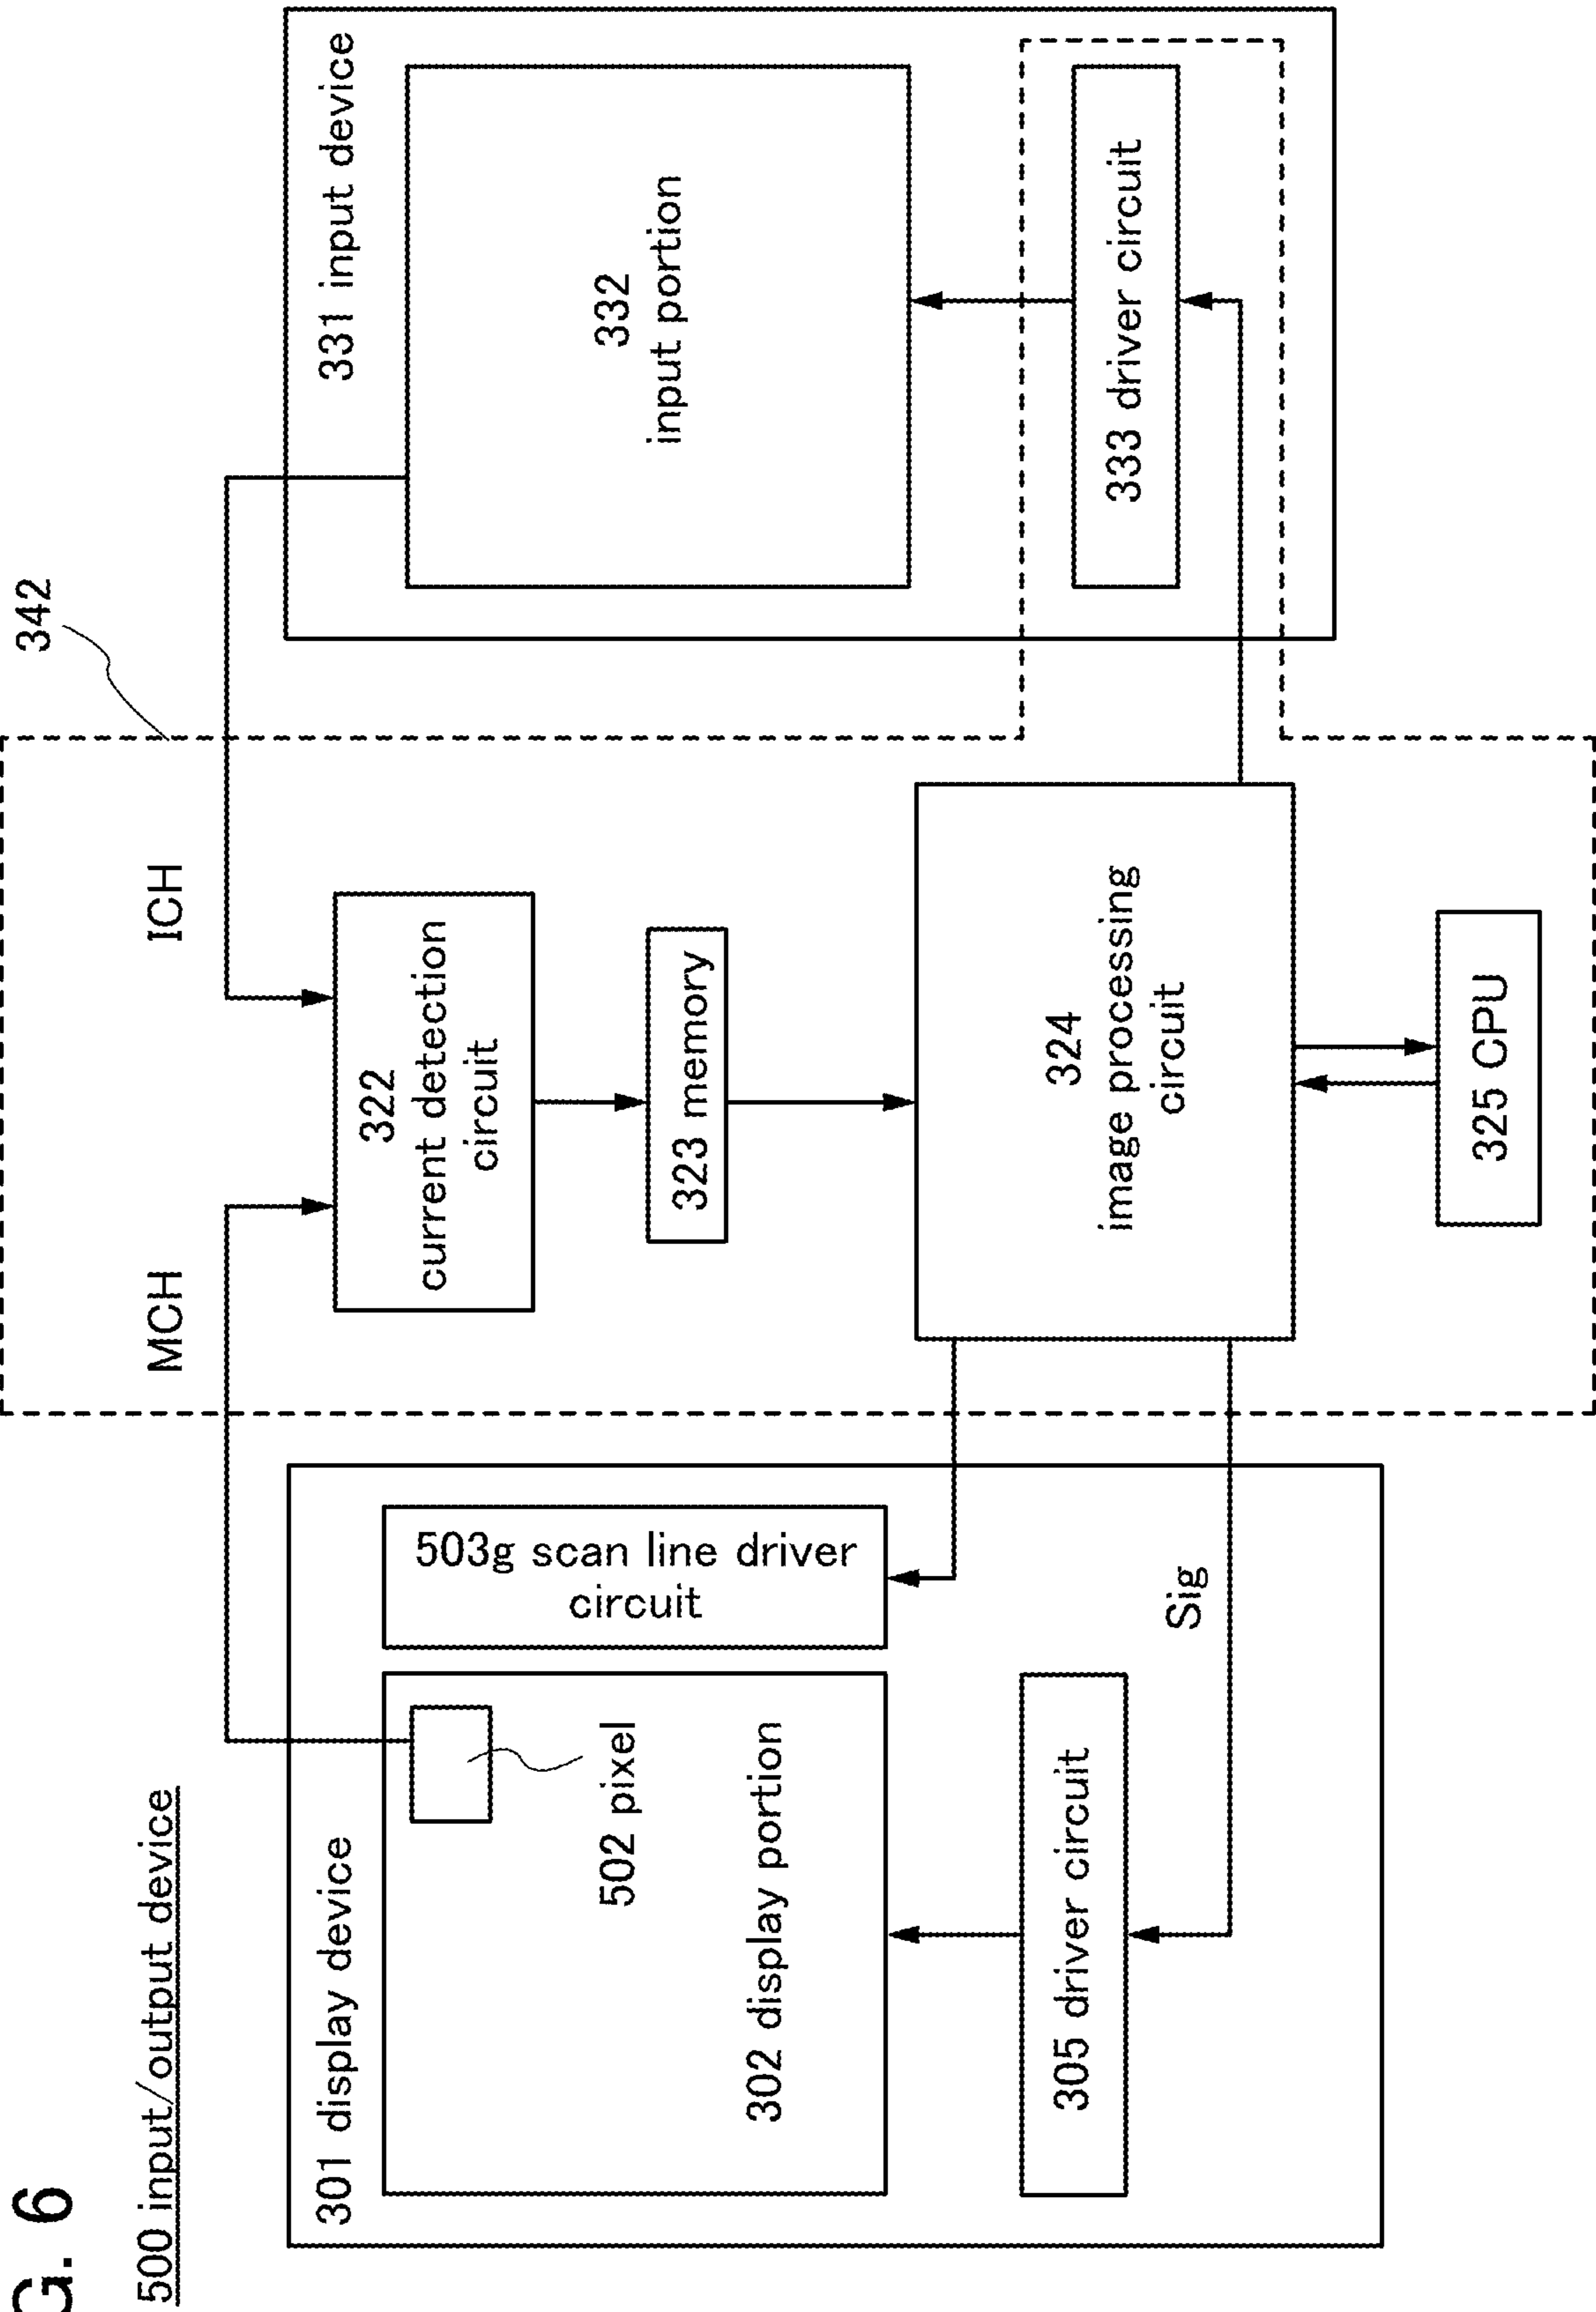 G. 6
500 input/output device
301 display device
502 pixel
302 display portion
503g scan line driver
circuit
305 driver circuit
Sig
MCH
ICH
342
322
current detection
circuit
323 memory
324
image processing
circuit
325 CPU
331 input device
332
input portion
333 driver circuit